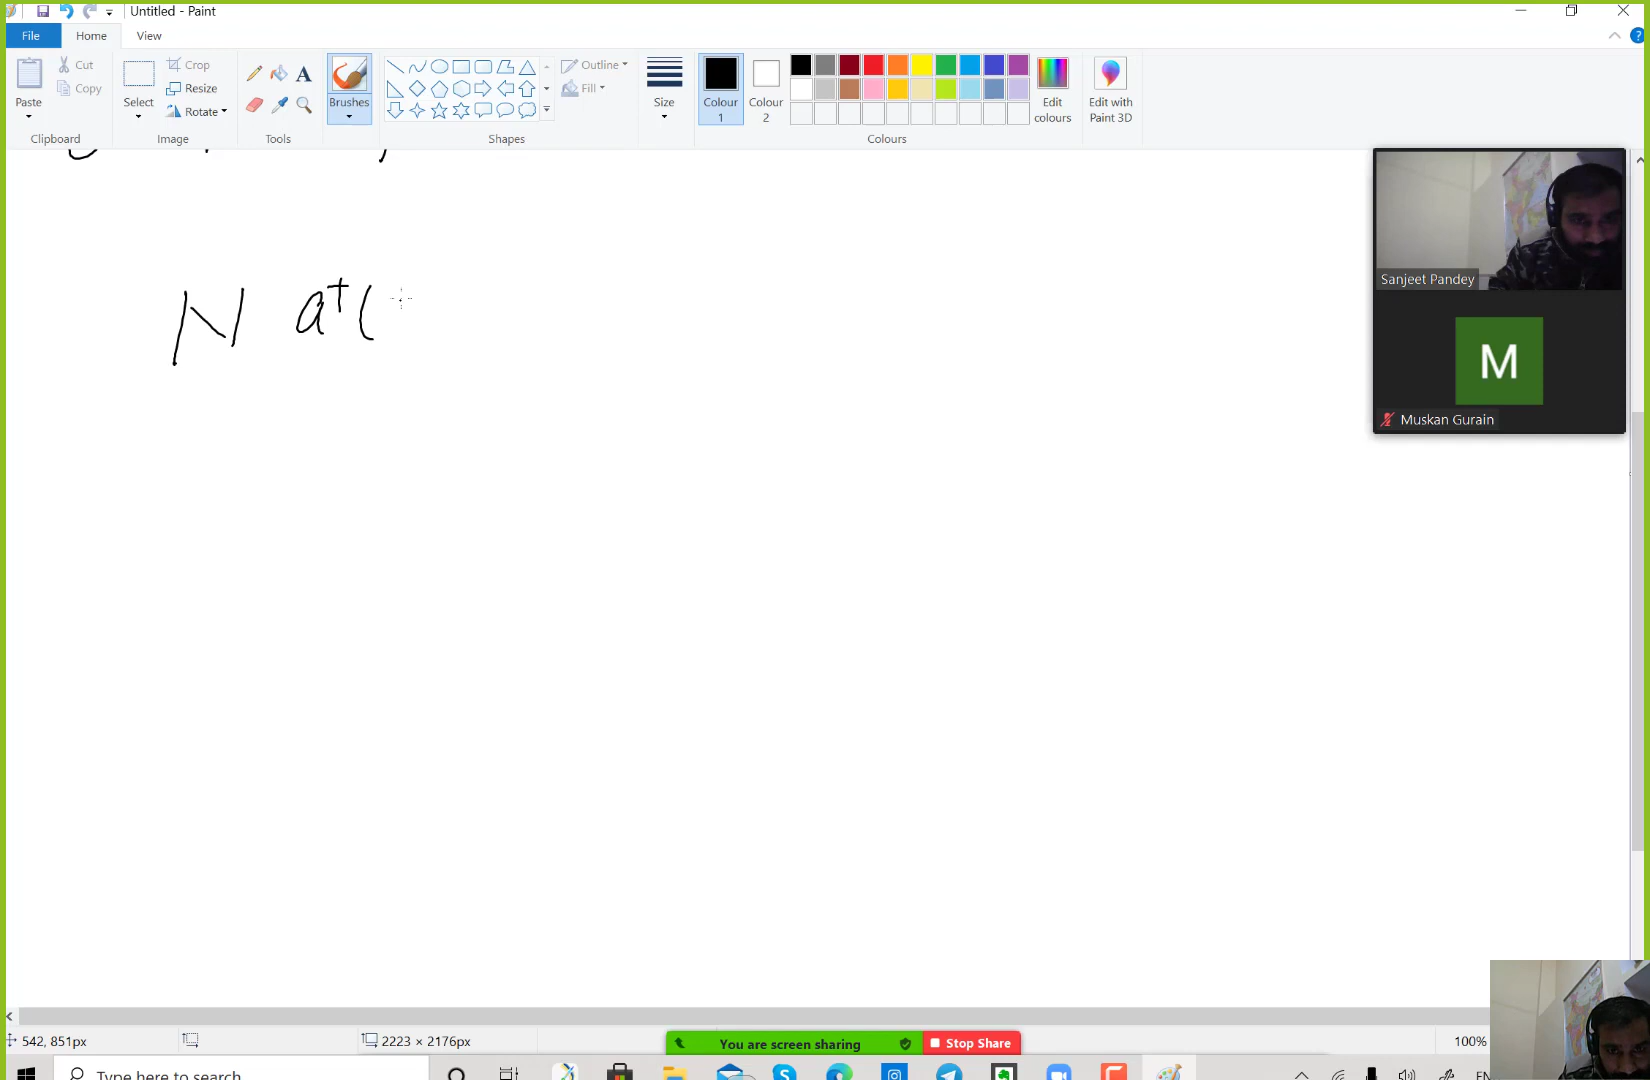 Untitled - Paint
File Home View
Paste
Cut
Copy
Clipboard
Select
Crop
Resize
Rotate
Image
A
Tools
Brushes
Outline
Fill
Shapes
Size
Colour 1
Colour 2
Edit colours
Colours
Edit with Paint 3D
N a†(
Sanjeet Pandey
M
Muskan Gurain
542, 851px
2223 × 2176px
You are screen sharing
Stop Share
100%
Type here to search